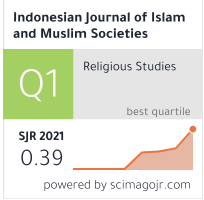 Indonesian Journal of Islam
and Muslim Societies
Q1
Religious Studies
best quartile
SJR 2021
0.39
powered by scimagojr.com